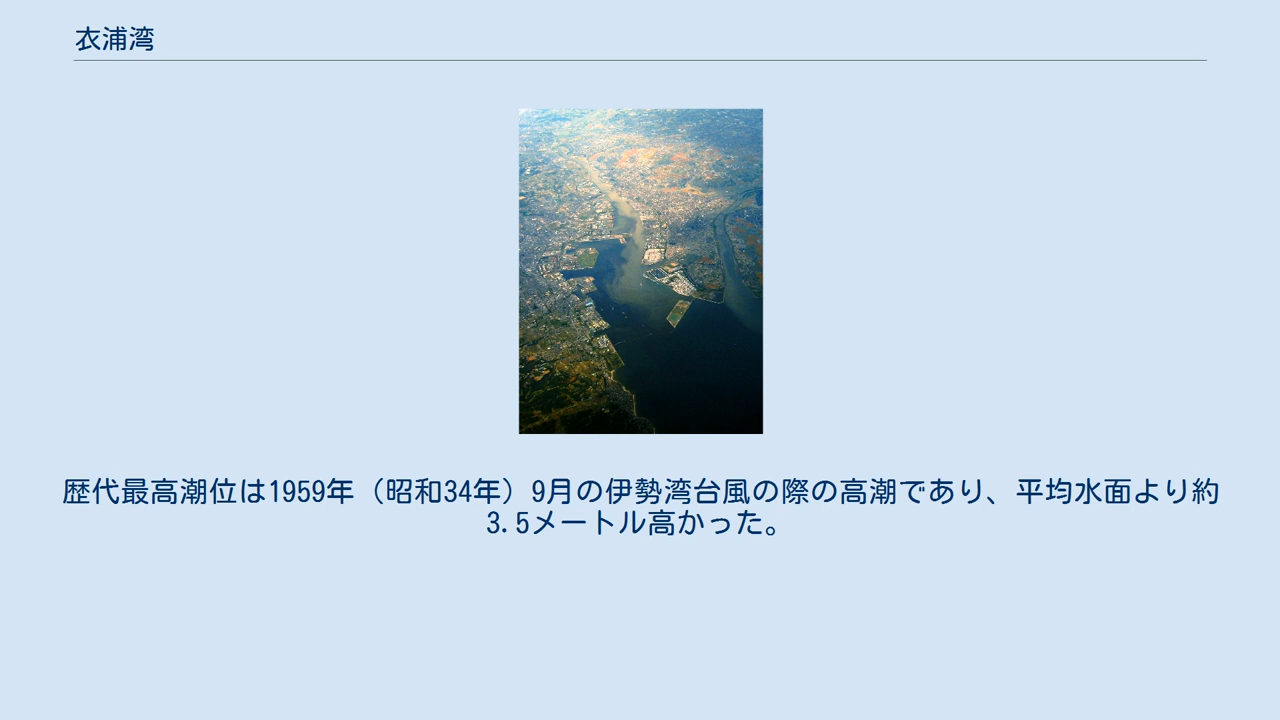 衣浦湾
歴代最高潮位は1959年（昭和34年）9月の伊勢湾台風の際の高潮であり、平均水面より約
3.5メートル高かった。